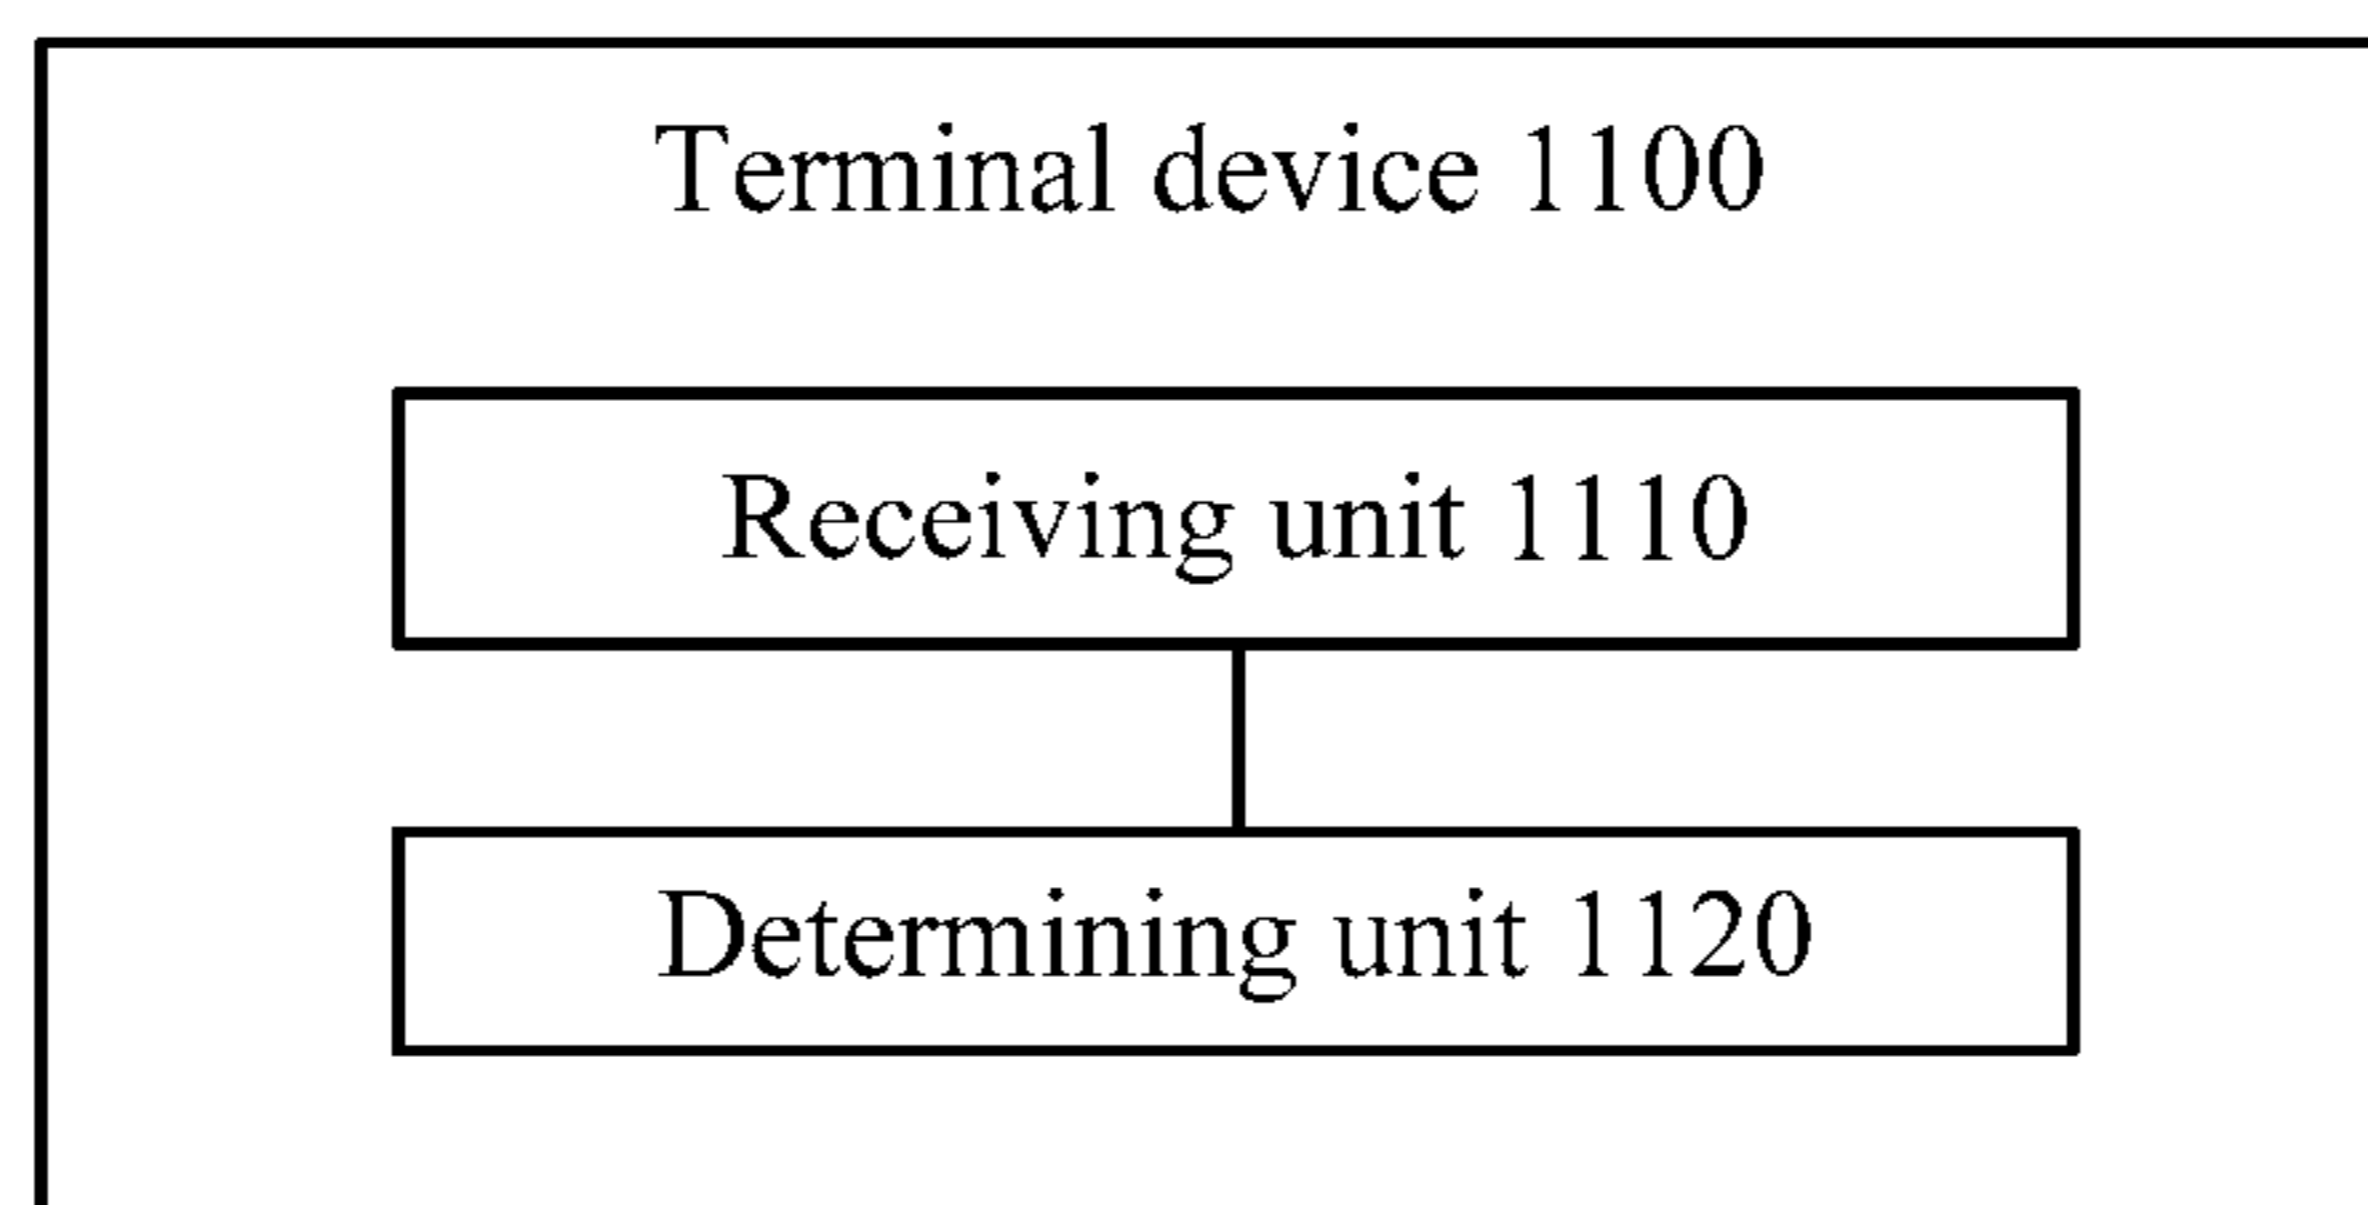 Terminal device 1100
Receiving unit 1110
Determining unit 1120